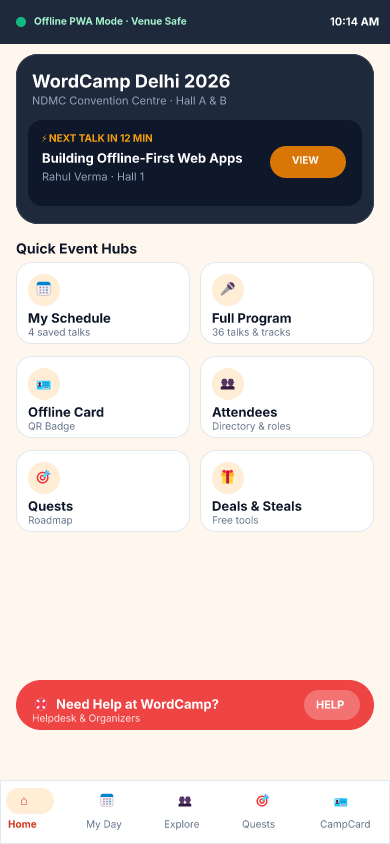 Offline PWA Mode · Venue Safe
10:14 AM
WordCamp Delhi 2026
NDMC Convention Centre · Hall A & B
⚡NEXT TALK IN 12 MIN
Building Offline-First Web Apps
VIEW
Rahul Verma · Hall 1
Quick Event Hubs
My Schedule
4 saved talks
Full Program
36 talks & tracks
Offline Card
QR Badge
Attendees
Directory & roles
Quests
Roadmap
Deals & Steals
Free tools
Need Help at WordCamp?
Helpdesk & Organizers
HELP
Home
My Day
Explore
Quests
CampCard